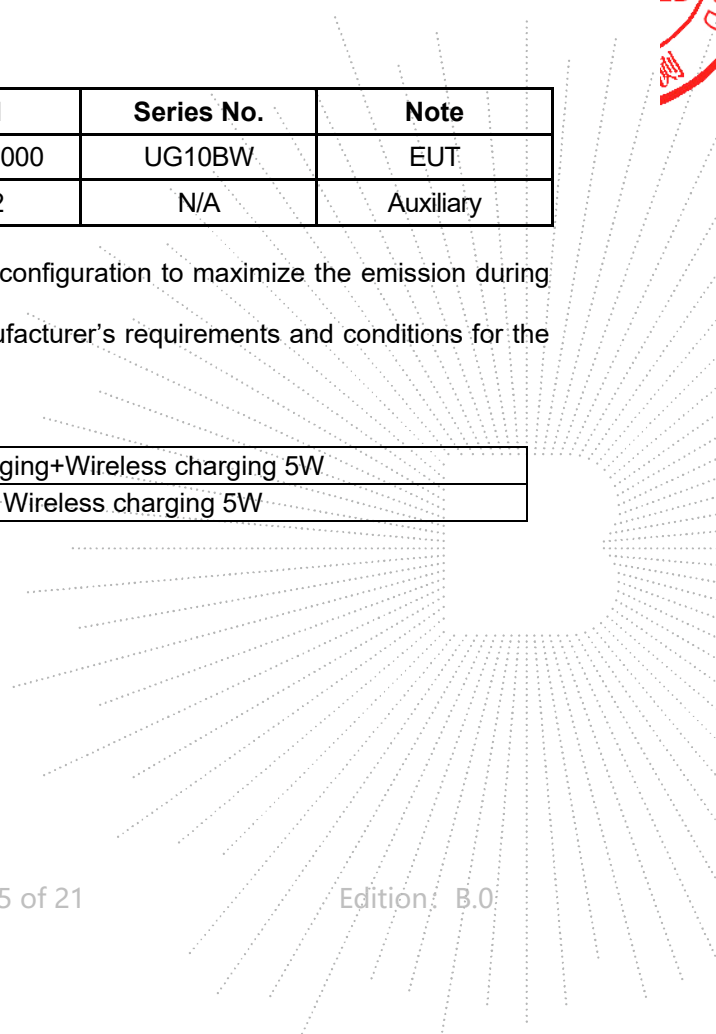 Series No. Note
000 UG10BW EUT
2 N/A Auxiliary
configuration to maximize the emission during
ufacturer’s requirements and conditions for the
ging+Wireless charging 5W
Wireless charging 5W
5 of 21 Edition： B.0